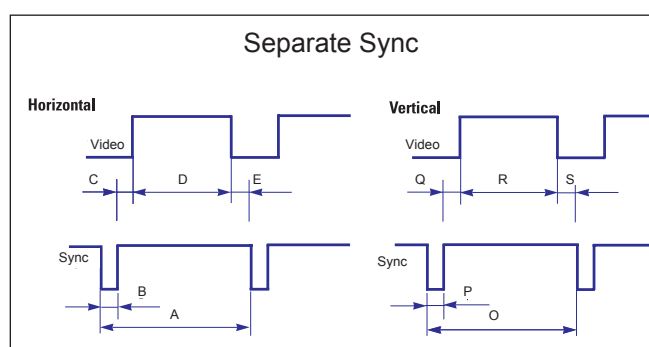 Separate Sync
Horizontal
Vertical
Video
Video
C D E
Q R S
Sync
Sync
B
A
P
O